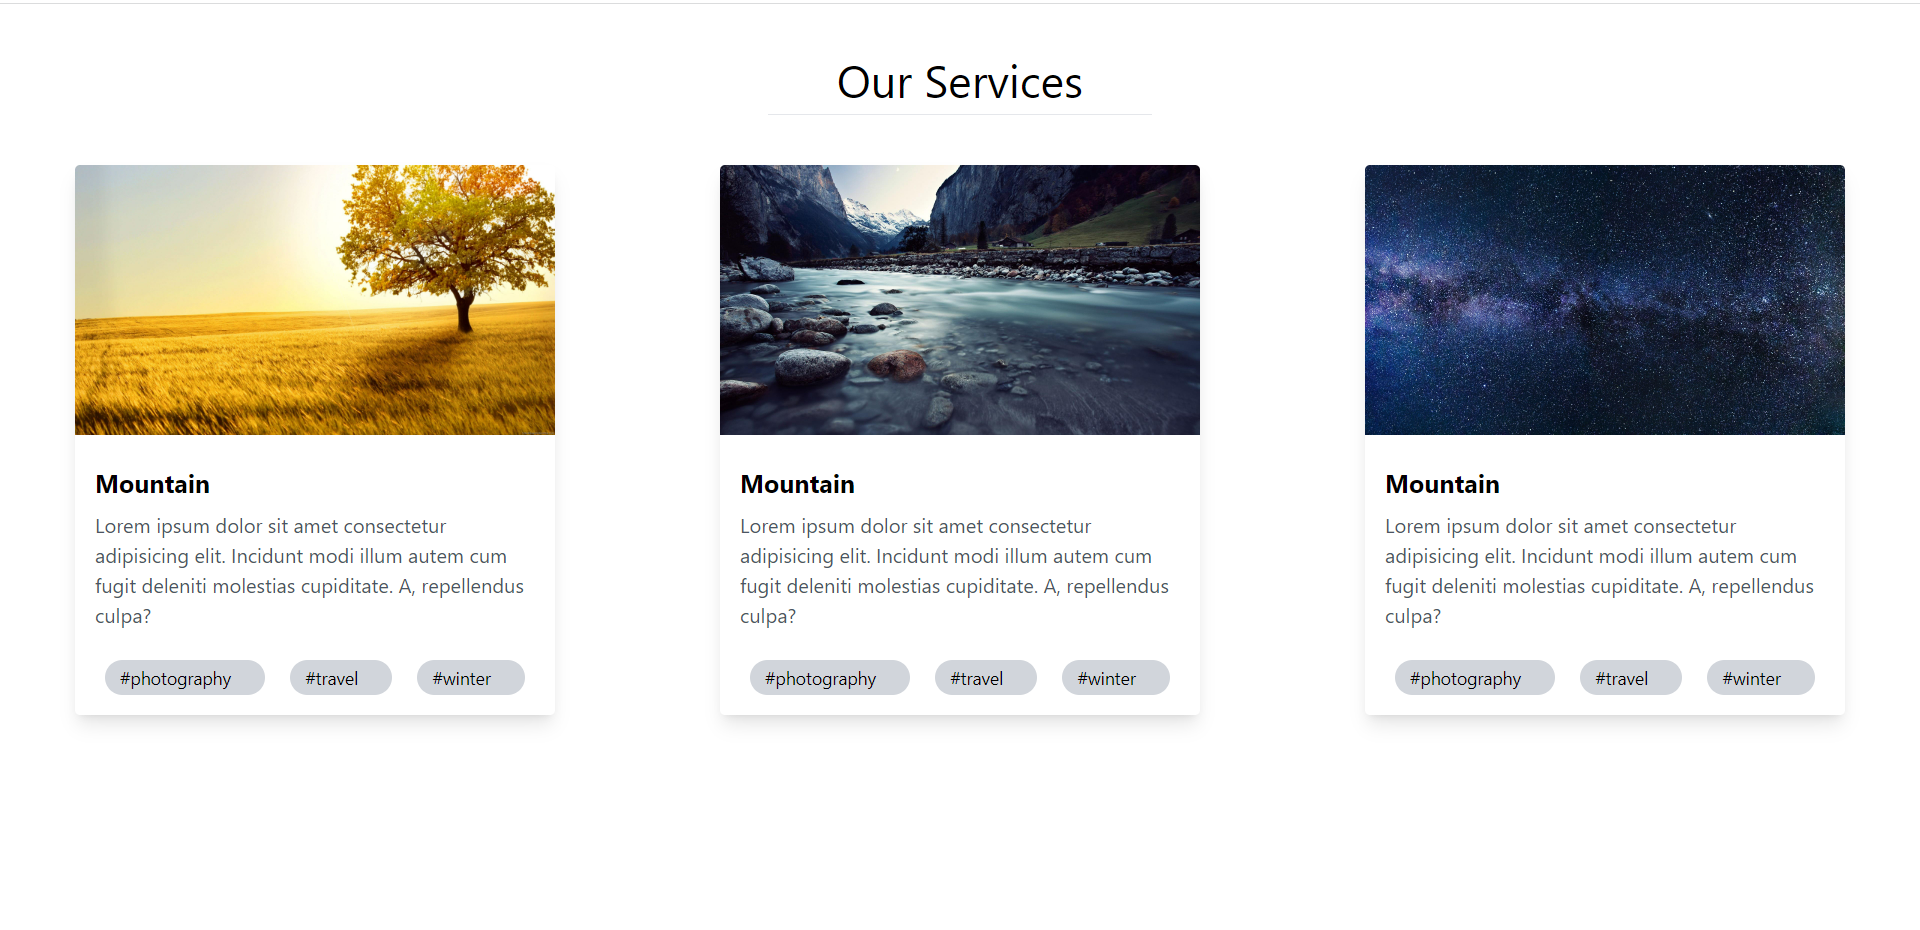 Our Services
Mountain
Lorem ipsum dolor sit amet consectetur
adipisicing elit. Incidunt modi illum autem cum
fugit deleniti molestias cupiditate. A, repellendus
culpa?
#photography #travel #winter
Mountain
Lorem ipsum dolor sit amet consectetur
adipisicing elit. Incidunt modi illum autem cum
fugit deleniti molestias cupiditate. A, repellendus
culpa?
#photography #travel #winter
Mountain
Lorem ipsum dolor sit amet consectetur
adipisicing elit. Incidunt modi illum autem cum
fugit deleniti molestias cupiditate. A, repellendus
culpa?
#photography #travel #winter